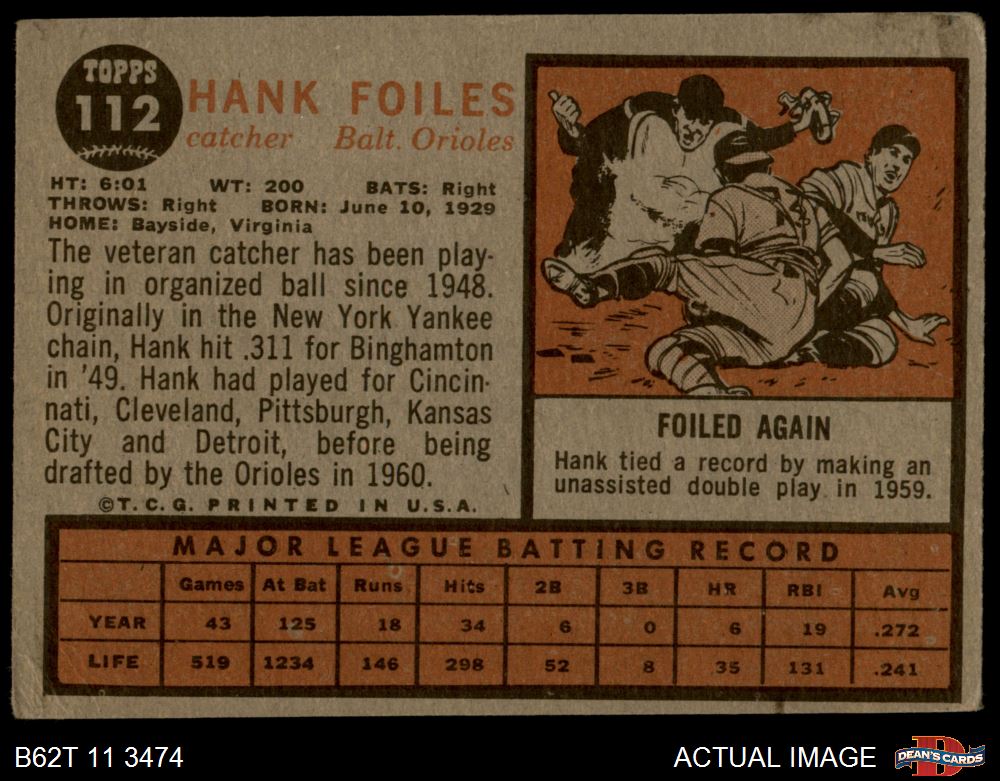 TOPPS
112
HANK FOILES
catcher Balt. Orioles
HT: 6:01 WT: 200 BATS: Right
THROWS: Right BORN: June 10, 1929
HOME: Bayside, Virginia
The veteran catcher has been play-
ing in organized ball since 1948.
Originally in the New York Yankee
chain, Hank hit .311 for Binghamton
in '49. Hank had played for Cincin-
nati, Cleveland, Pittsburgh, Kansas
City and Detroit, before being
drafted by the Orioles in 1960.
©T.C.G. PRINTED IN U.S.A.
FOILED AGAIN
Hank tied a record by making an
unassisted double play in 1959.
MAJOR LEAGUE BATTING RECORD
Games At Bat Runs Hits 2B 3B HR RBI Avg
YEAR 43 125 18 34 6 0 6 19 .272
LIFE 519 1234 146 298 52 8 35 131 .241
B62T 11 3474
ACTUAL IMAGE
DEAN'S CARDS